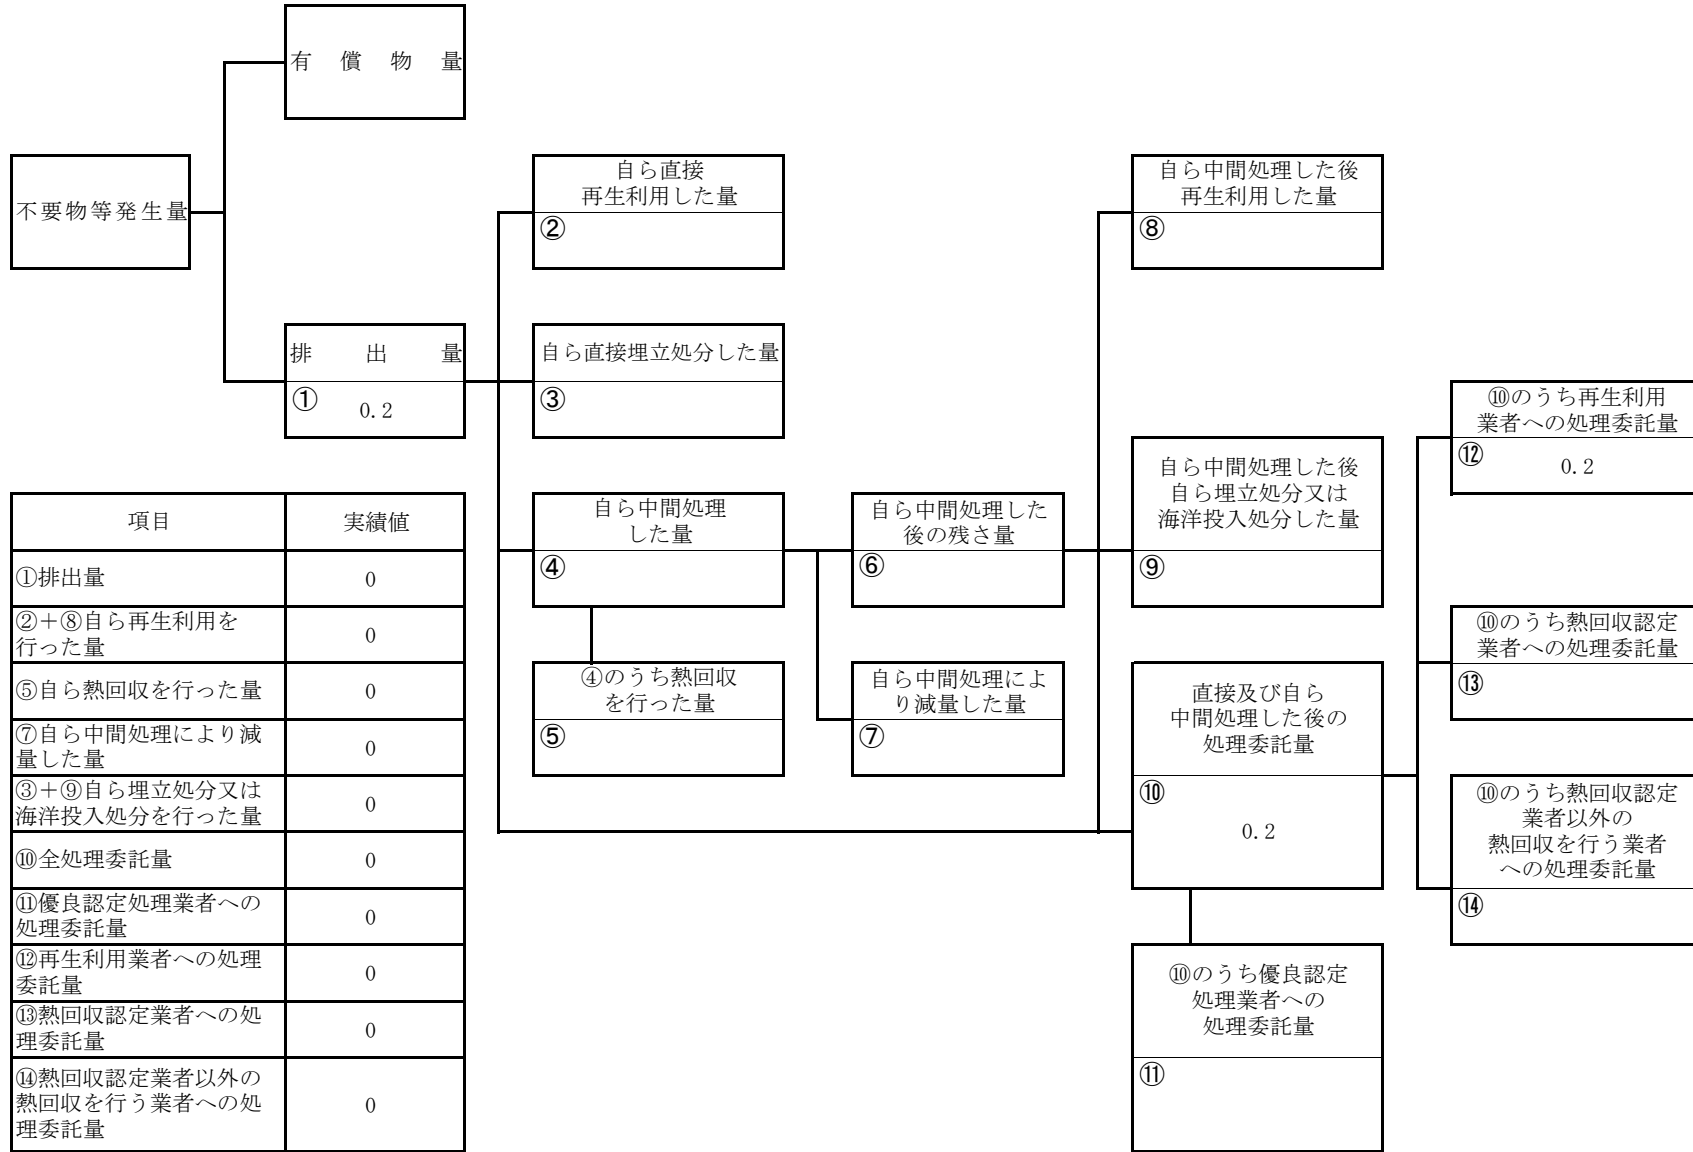 有償物量
不要物等発生量
排出量
①
0.2
自ら直接
再生利用した量
②
自ら直接埋立処分した量
③
自ら中間処理
した量
④
④のうち熱回収
を行った量
⑤
自ら中間処理した
後の残さ量
⑥
自ら中間処理によ
り減量した量
⑦
自ら中間処理した後
再生利用した量
⑧
自ら中間処理した後
自ら埋立処分又は
海洋投入処分した量
⑨
直接及び自ら
中間処理した後の
処理委託量
⑩
0.2
⑩のうち優良認定
処理業者への
処理委託量
⑪
⑩のうち再生利用
業者への処理委託量
⑫
0.2
⑩のうち熱回収認定
業者への処理委託量
⑬
⑩のうち熱回収認定
業者以外の
熱回収を行う業者
への処理委託量
⑭
項目 実績値
①排出量 0
②+⑧自ら再生利用を
行った量 0
⑤自ら熱回収を行った量 0
⑦自ら中間処理により減
量した量 0
③+⑨自ら埋立処分又は
海洋投入処分を行った量 0
⑩全処理委託量 0
⑪優良認定処理業者への
処理委託量 0
⑫再生利用業者への処理
委託量 0
⑬熱回収認定業者への処
理委託量 0
⑭熱回収認定業者以外の
熱回収を行う業者への処
理委託量 0